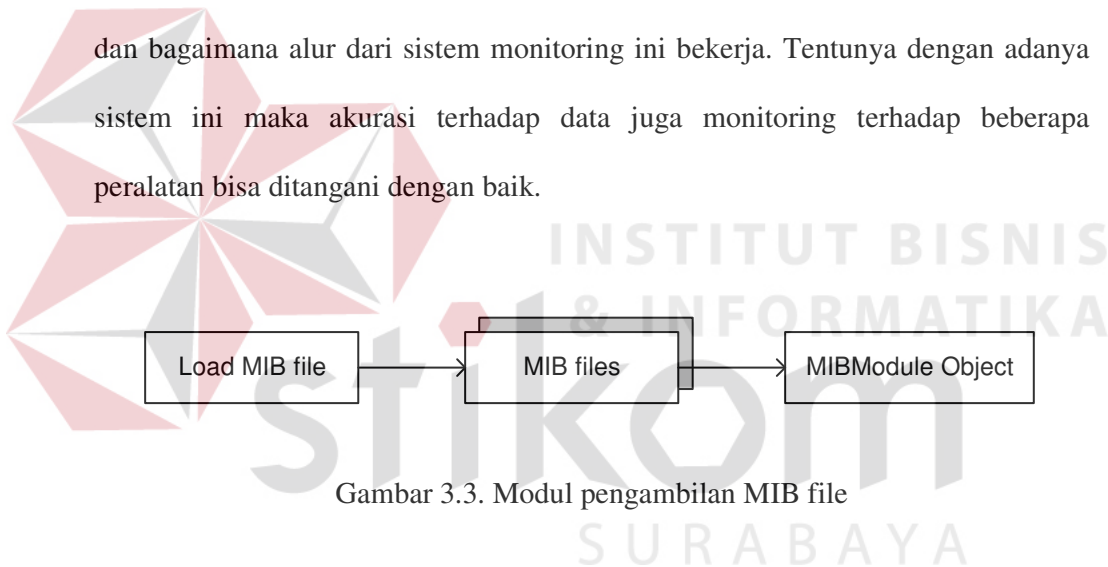 dan bagaimana alur dari sistem monitoring ini bekerja. Tentunya dengan adanya
sistem ini maka akurasi terhadap data juga monitoring terhadap beberapa
peralatan bisa ditangani dengan baik.
INSTITUT BISNIS
& INFORMATIKA
Load MIB file
MIB files
MIBModule Object
stikom
Gambar 3.3. Modul pengambilan MIB file
SURABAYA